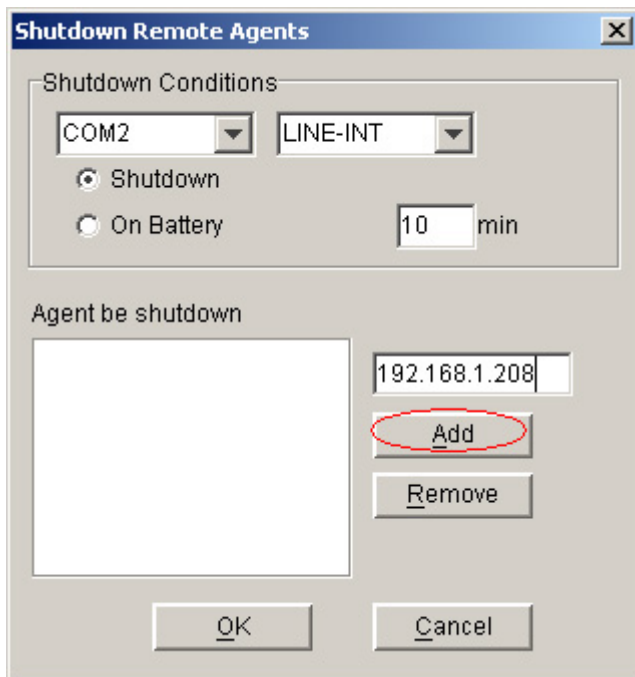 Shutdown Remote Agents
Shutdown Conditions
COM2 LINE-INT
Shutdown
On Battery 10 min
Agent be shutdown
192.168.1.208
Add
Remove
OK Cancel